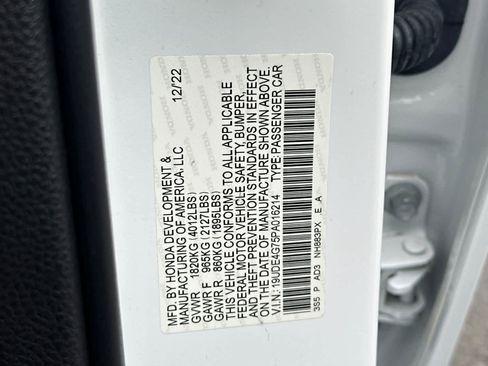 MFD. BY HONDA DEVELOPMENT & 12/22
MANUFACTURING OF AMERICA, LLC
GVWR 1820KG (4012LBS)
GAWR F 965KG (2127LBS)
GAWR R 860KG (1895LBS)
THIS VEHICLE CONFORMS TO ALL APPLICABLE
FEDERAL MOTOR VEHICLE SAFETY, BUMPER,
AND THEFT PREVENTION STANDARDS IN EFFECT
ON THE DATE OF MANUFACTURE SHOWN ABOVE.
V.I.N: 19UDE4G75PA016214 TYPE:PASSENGER CAR
3S5 P AD3 NH883PX E_A